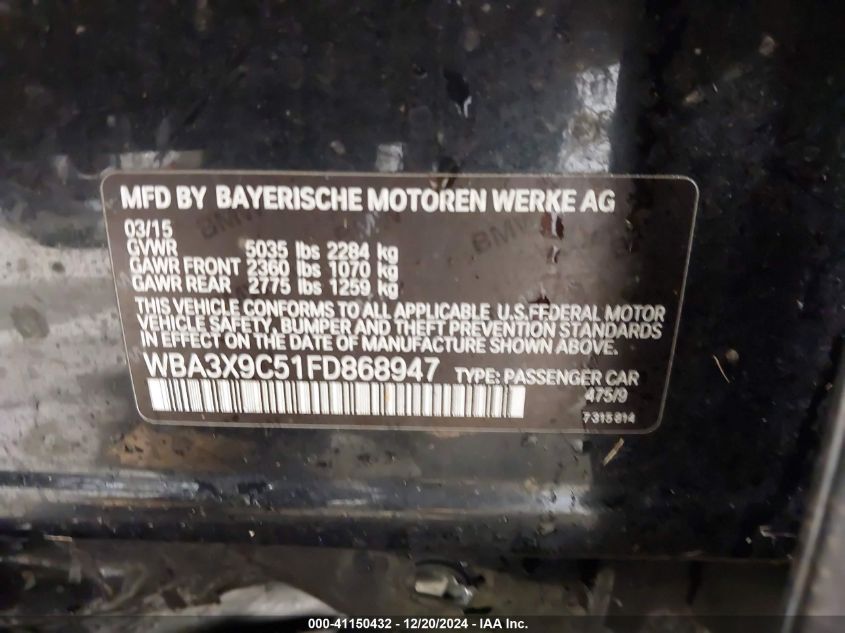 MFD BY BAYERISCHE MOTOREN WERKE AG
03/15
GVWR 5035 lbs 2284 kg
GAWR FRONT 2360 lbs 1070 kg
GAWR REAR 2775 lbs 1259 kg
THIS VEHICLE CONFORMS TO ALL APPLICABLE U.S.FEDERAL MOTOR
VEHICLE SAFETY, BUMPER AND THEFT PREVENTION STANDARDS
IN EFFECT ON THE DATE OF MANUFACTURE SHOWN ABOVE.
WBA3X9C51FD868947 TYPE: PASSENGER CAR
475/9
7 315 814
000-41150432 - 12/20/2024 - IAAI Inc.